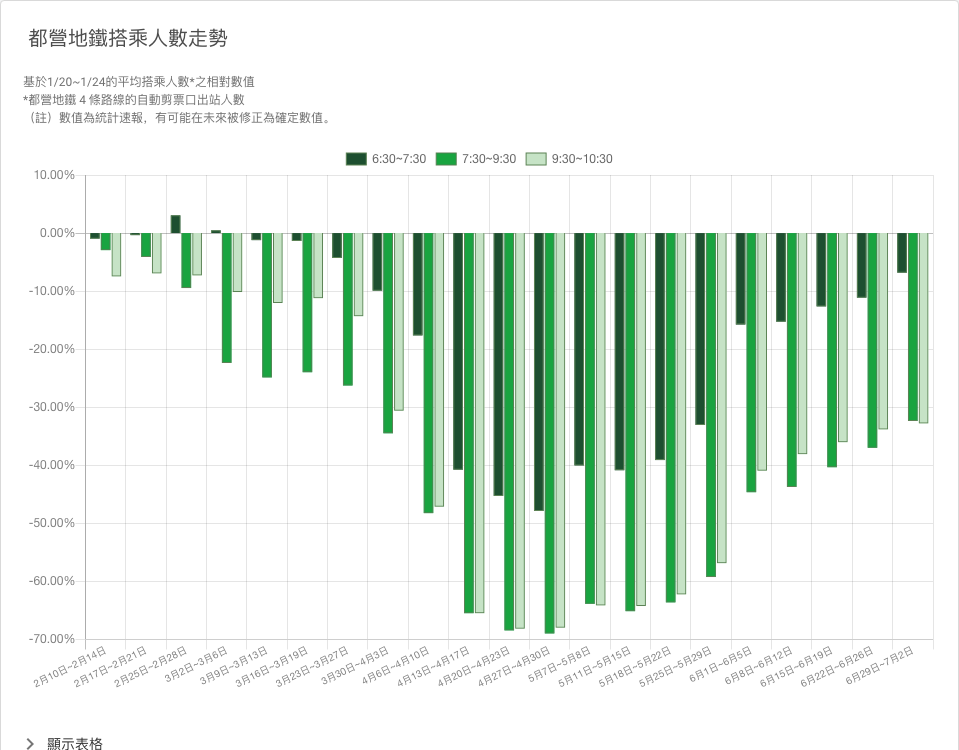 都營地鐵搭乘人數走勢
基於1/20~1/24的平均搭乘人數*之相對數值
*都營地鐵 4 條路線的自動剪票口出站人數
（註）數值為統計速報，有可能在未來被修正為確定數值。
6:30~7:30 7:30~9:30 9:30~10:30
10.00%
0.00%
-10.00%
-20.00%
-30.00%
-40.00%
-50.00%
-60.00%
-70.00%
2月10日~2月14日
2月17日~2月21日
2月25日~2月28日
3月2日~3月6日
3月9日~3月13日
3月16日~3月19日
3月23日~3月27日
3月30日~4月3日
4月6日~4月10日
4月13日~4月17日
4月20日~4月23日
4月27日~4月30日
5月7日~5月8日
5月11日~5月15日
5月18日~5月22日
5月25日~5月29日
6月1日~6月5日
6月8日~6月12日
6月15日~6月19日
6月22日~6月26日
6月29日~7月2日
顯示表格